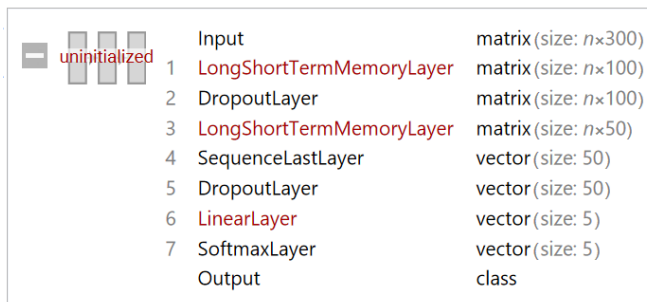 Input matrix (size: n×300)
uninitialized
1 LongShortTermMemoryLayer matrix (size: n×100)
2 DropoutLayer matrix (size: n×100)
3 LongShortTermMemoryLayer matrix (size: n×50)
4 SequenceLastLayer vector (size: 50)
5 DropoutLayer vector (size: 50)
6 LinearLayer vector (size: 5)
7 SoftmaxLayer vector (size: 5)
Output class